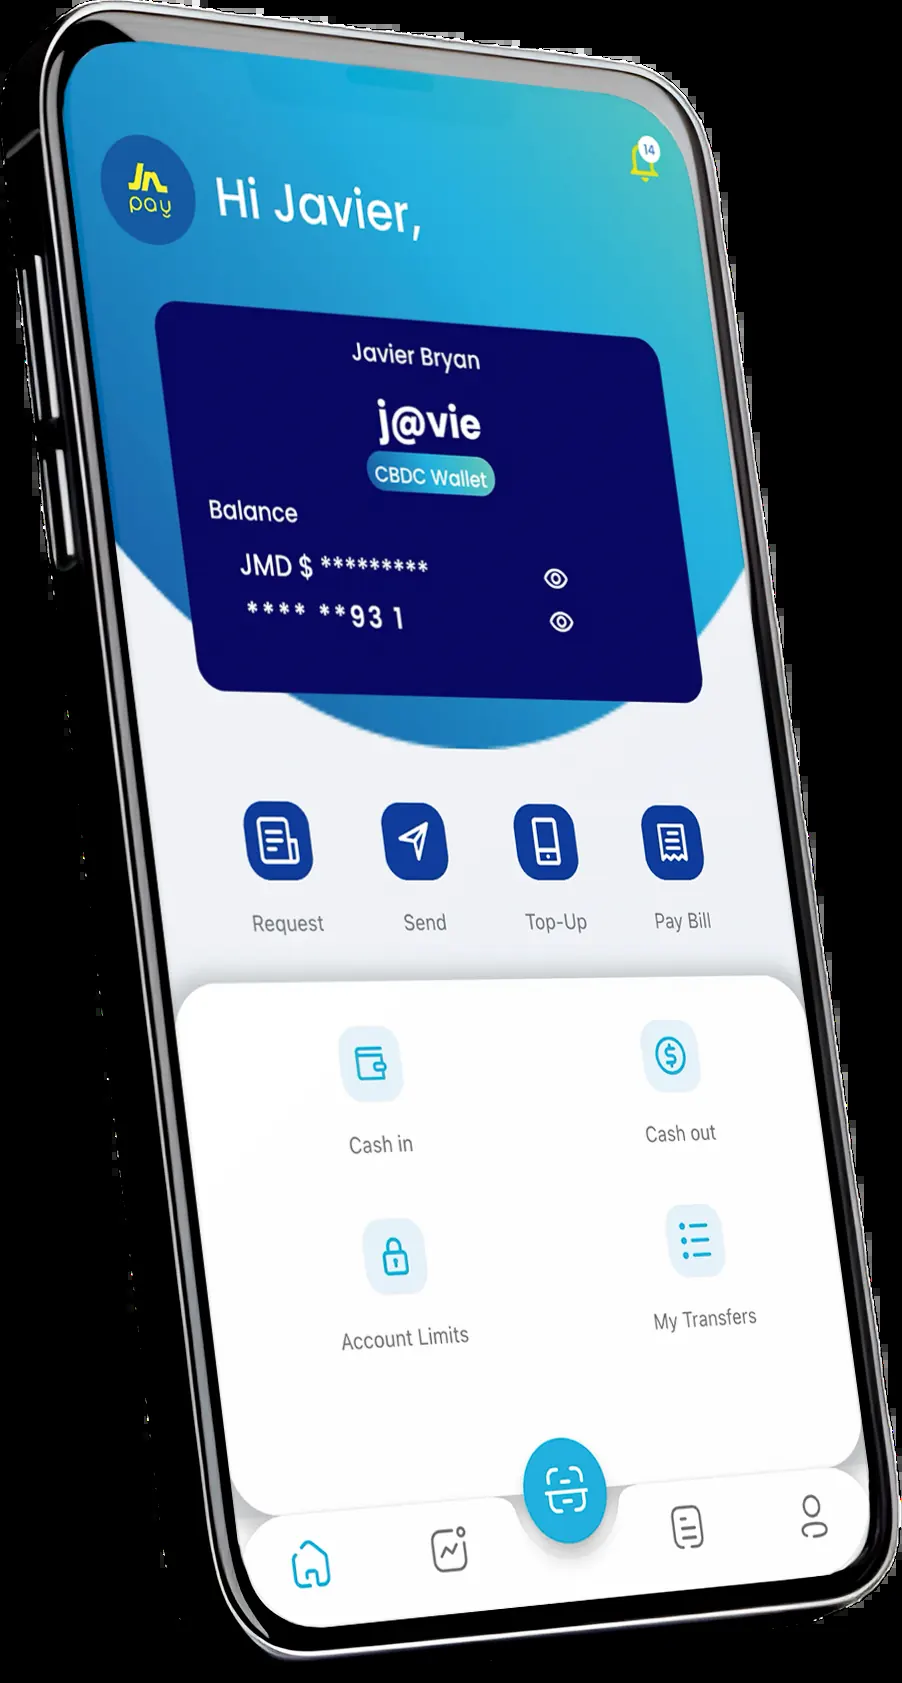 JN
pay
Hi Javier,
14
Javier Bryan
j@vie
CBDC Wallet
Balance
JMD $ *********
**** **93 1
Request Send Top-Up Pay Bill
Cash in Cash out
Account Limits My Transfers